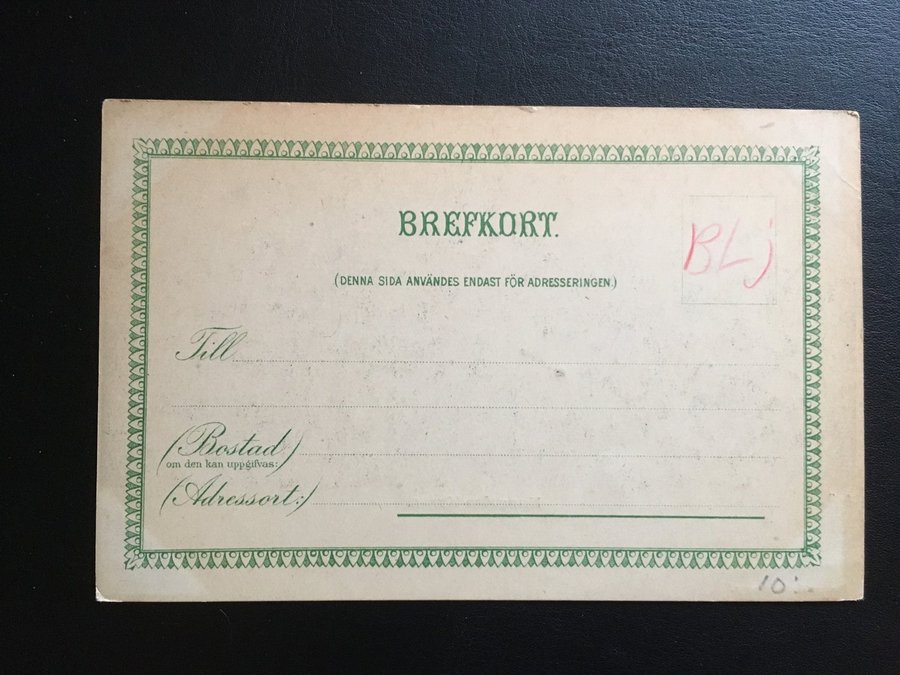 BREFKORT.
BLj
(DENNA SIDA ANVÄNDES ENDAST FÖR ADRESSERINGEN.)
Till
(Bostad)
om den kan uppgifvas:
(Adressort:)
10: